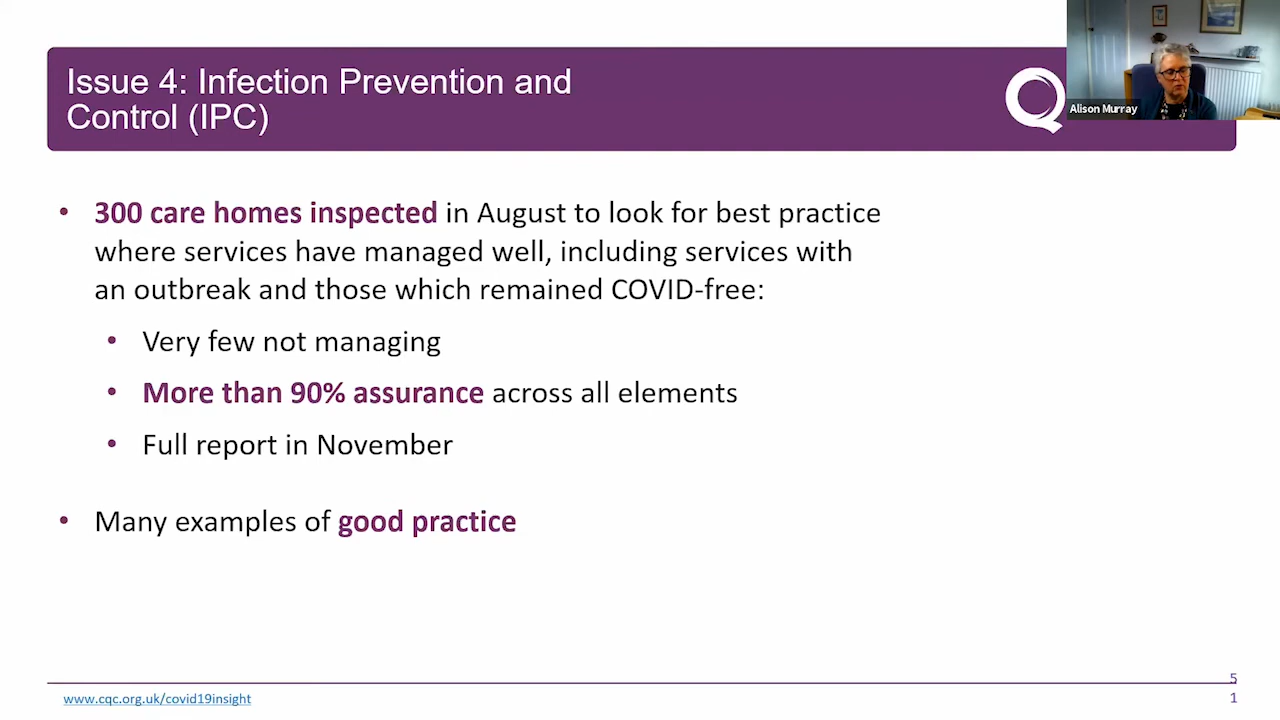 Issue 4: Infection Prevention and
Control (IPC)
Alison Murray
• 300 care homes inspected in August to look for best practice
where services have managed well, including services with
an outbreak and those which remained COVID-free:
• Very few not managing
• More than 90% assurance across all elements
• Full report in November
• Many examples of good practice
www.cqc.org.uk/covid19insight
5
1